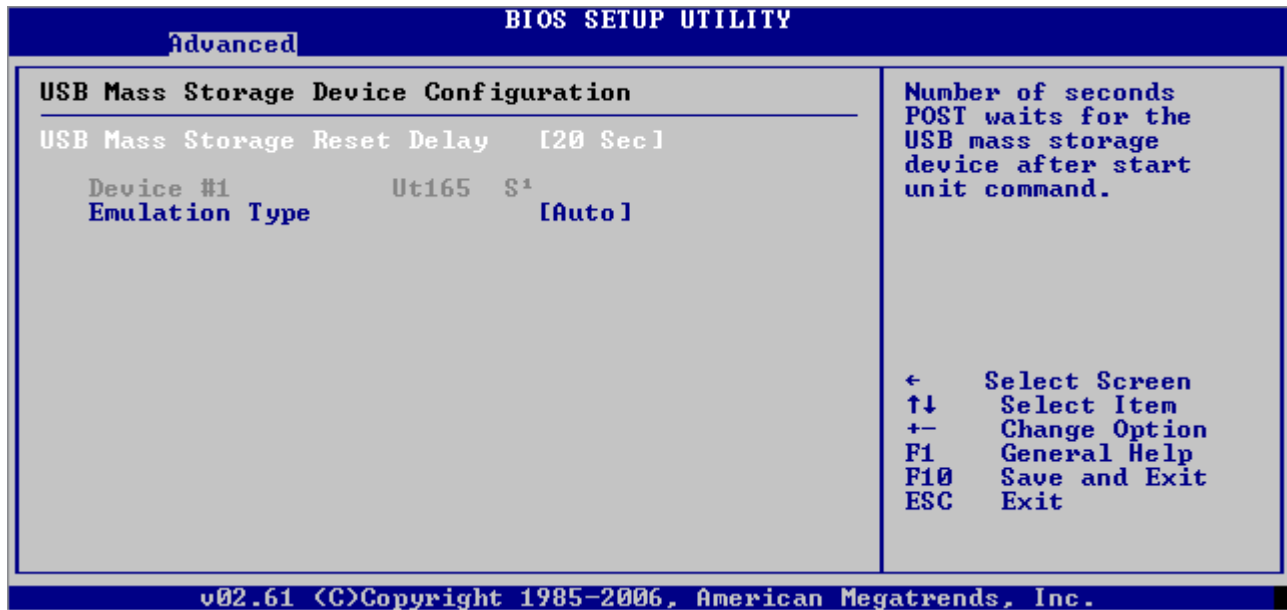 BIOS SETUP UTILITY
Advanced
USB Mass Storage Device Configuration
USB Mass Storage Reset Delay [20 Sec]
Device #1 Ut165 S¹
Emulation Type [Auto]
Number of seconds
POST waits for the
USB mass storage
device after start
unit command.
← Select Screen
↑↓ Select Item
+- Change Option
F1 General Help
F10 Save and Exit
ESC Exit
v02.61 (C)Copyright 1985-2006, American Megatrends, Inc.